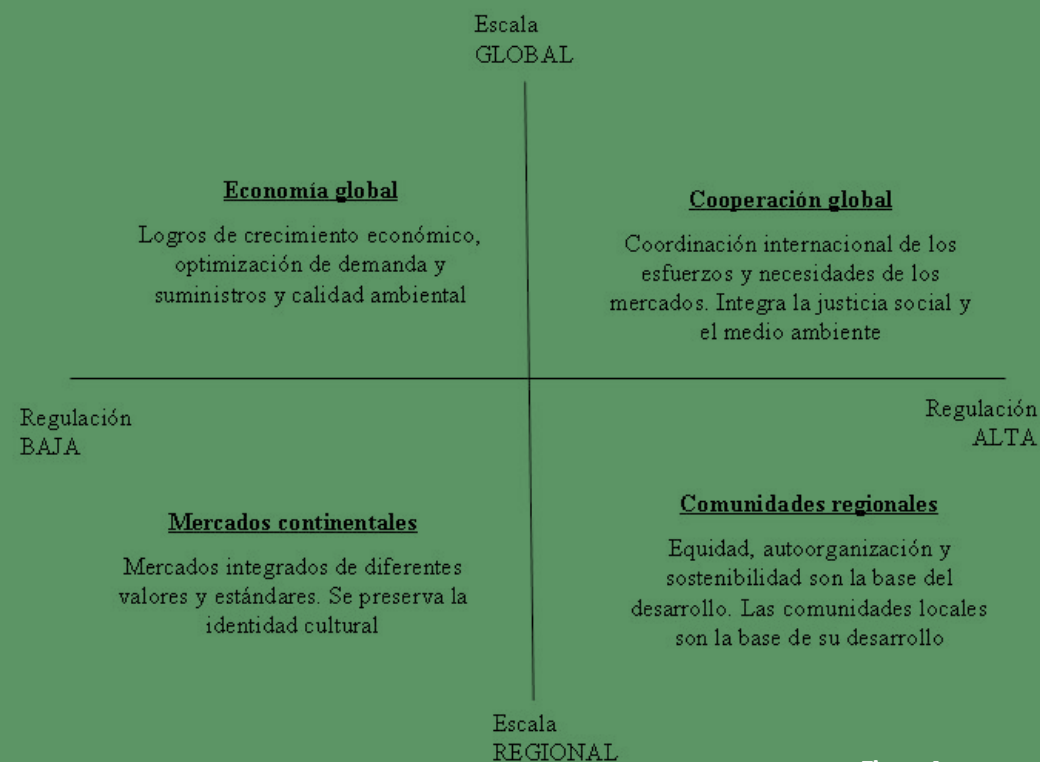 Escala
GLOBAL
Economía global
Logros de crecimiento económico,
optimización de demanda y
suministros y calidad ambiental
Cooperación global
Coordinación internacional de los
esfuerzos y necesidades de los
mercados. Integra la justicia social y
el medio ambiente
Regulación
BAJA
Regulación
ALTA
Mercados continentales
Mercados integrados de diferentes
valores y estándares. Se preserva la
identidad cultural
Comunidades regionales
Equidad, autoorganización y
sostenibilidad son la base del
desarrollo. Las comunidades locales
son la base de su desarrollo
Escala
REGIONAL